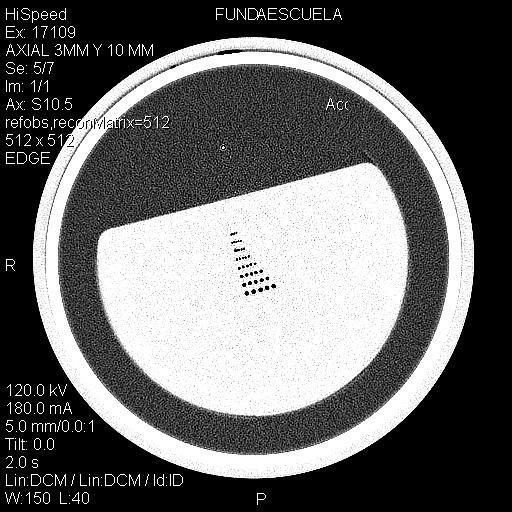 HiSpeed
Ex: 17109
AXIAL 3MM Y 10 MM
Se: 5/7
Im: 1/1
Ax: S10.5
refobs,reconMatrix=512
512 x 512
EDGE
FUNDAESCUELA
Acc
R
120.0 kV
180.0 mA
5.0 mm/0.0:1
Tilt: 0.0
2.0 s
Lin:DCM / Lin:DCM / Id:ID
W:150 L:40
P